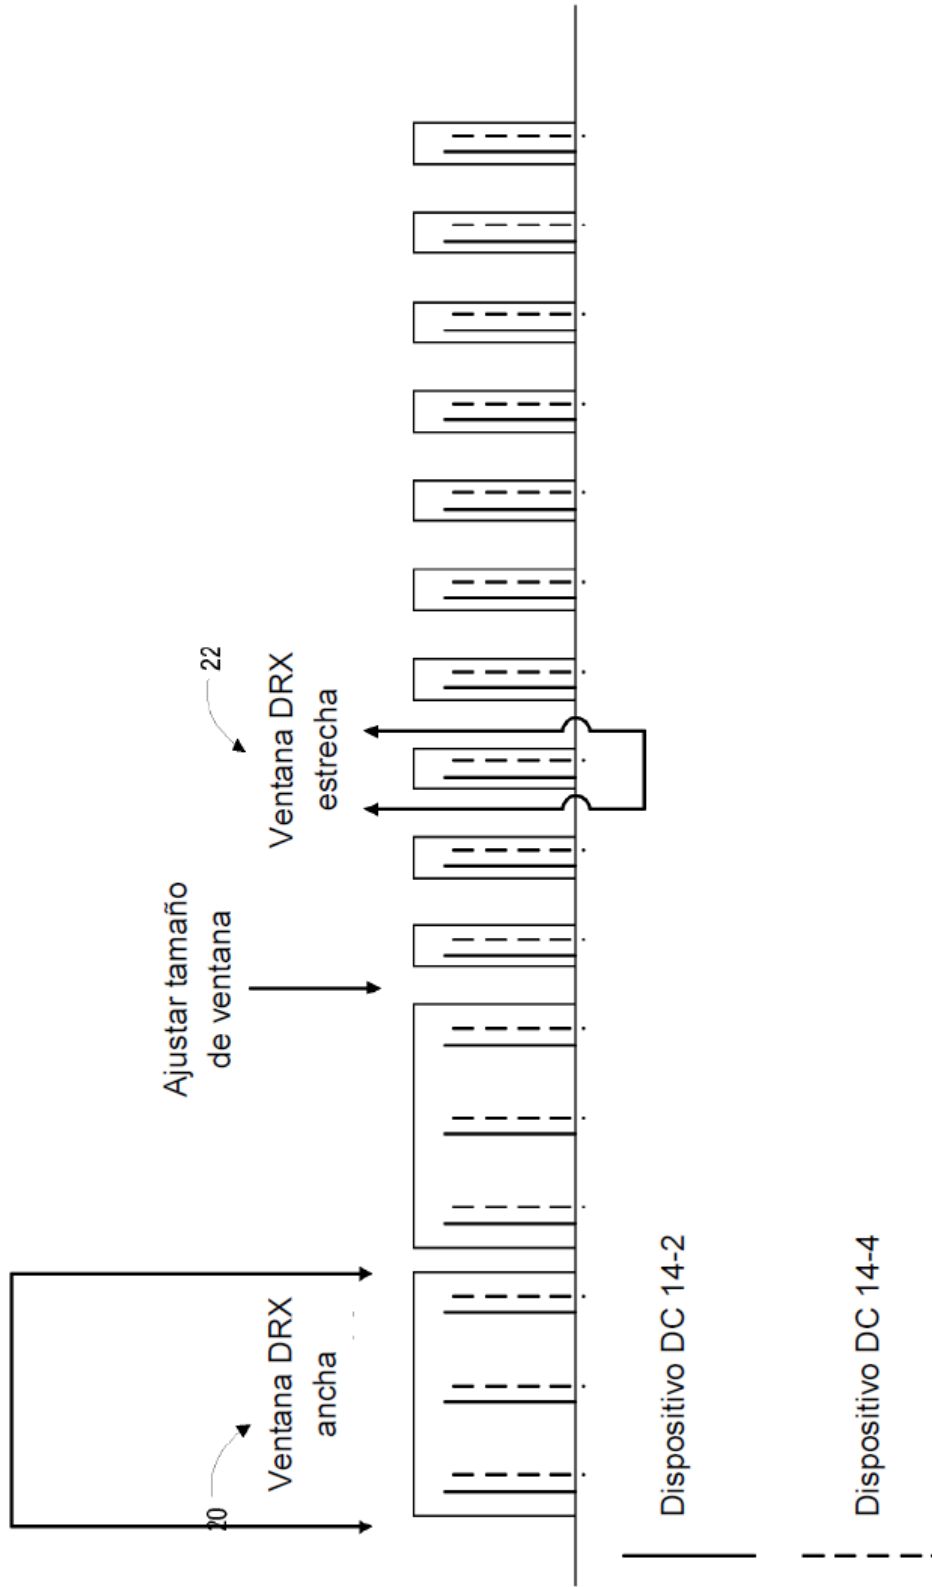 20
Ventana DRX
ancha
Ajustar tamaño
de ventana
22
Ventana DRX
estrecha
Dispositivo DC 14-2
Dispositivo DC 14-4